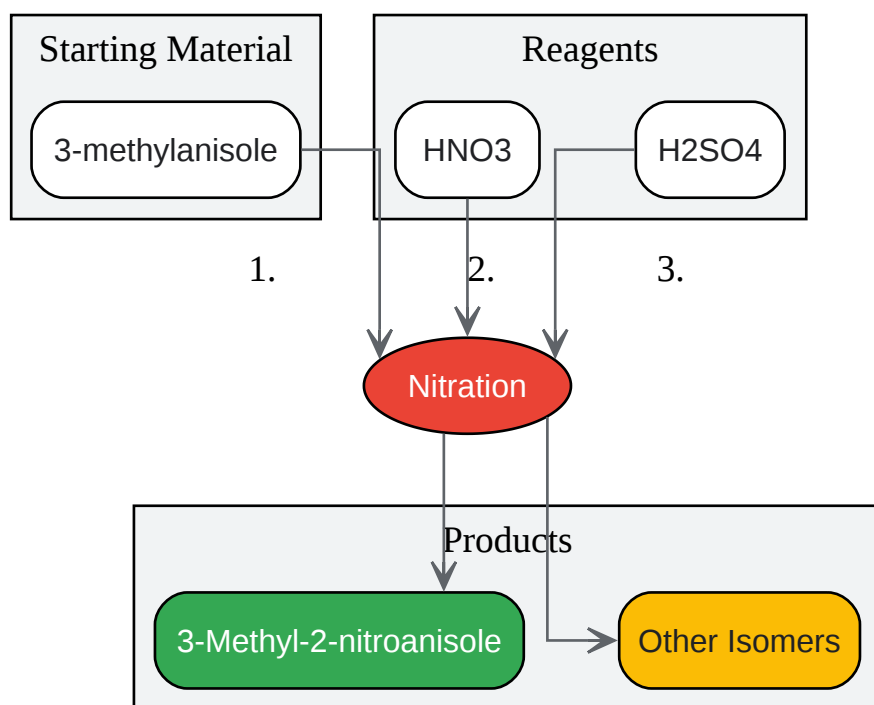 Starting Material
Reagents
3-methylanisole
HNO3
H2SO4
1.
2.
3.
Nitration
Products
3-Methyl-2-nitroanisole
Other Isomers